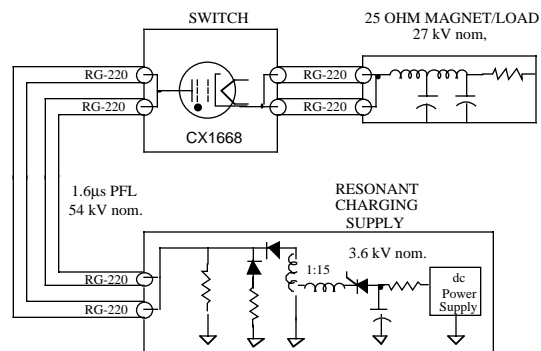 SWITCH
25 OHM MAGNET/LOAD
27 kV nom,
RG-220
RG-220
RG-220
RG-220
CX1668
1.6µs PFL
54 kV nom.
RESONANT
CHARGING
SUPPLY
3.6 kV nom.
1:15
dc
Power
Supply
RG-220
RG-220